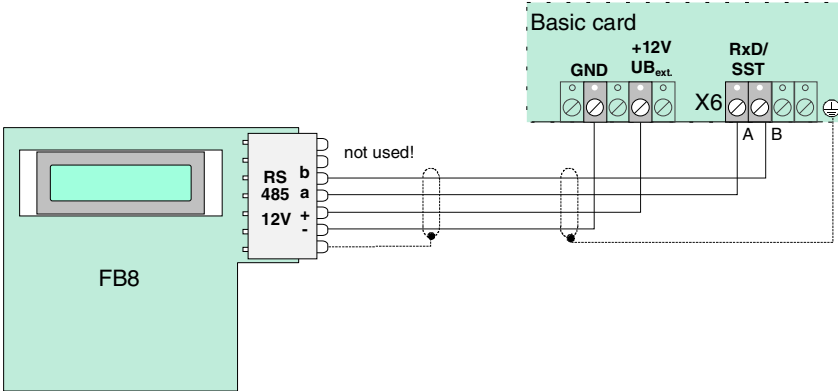 Basic card
+12V
RxD/
GND
UBext.
SST
X6
A
B
not used!
RS
b
485
a
12V
+
-
FB8